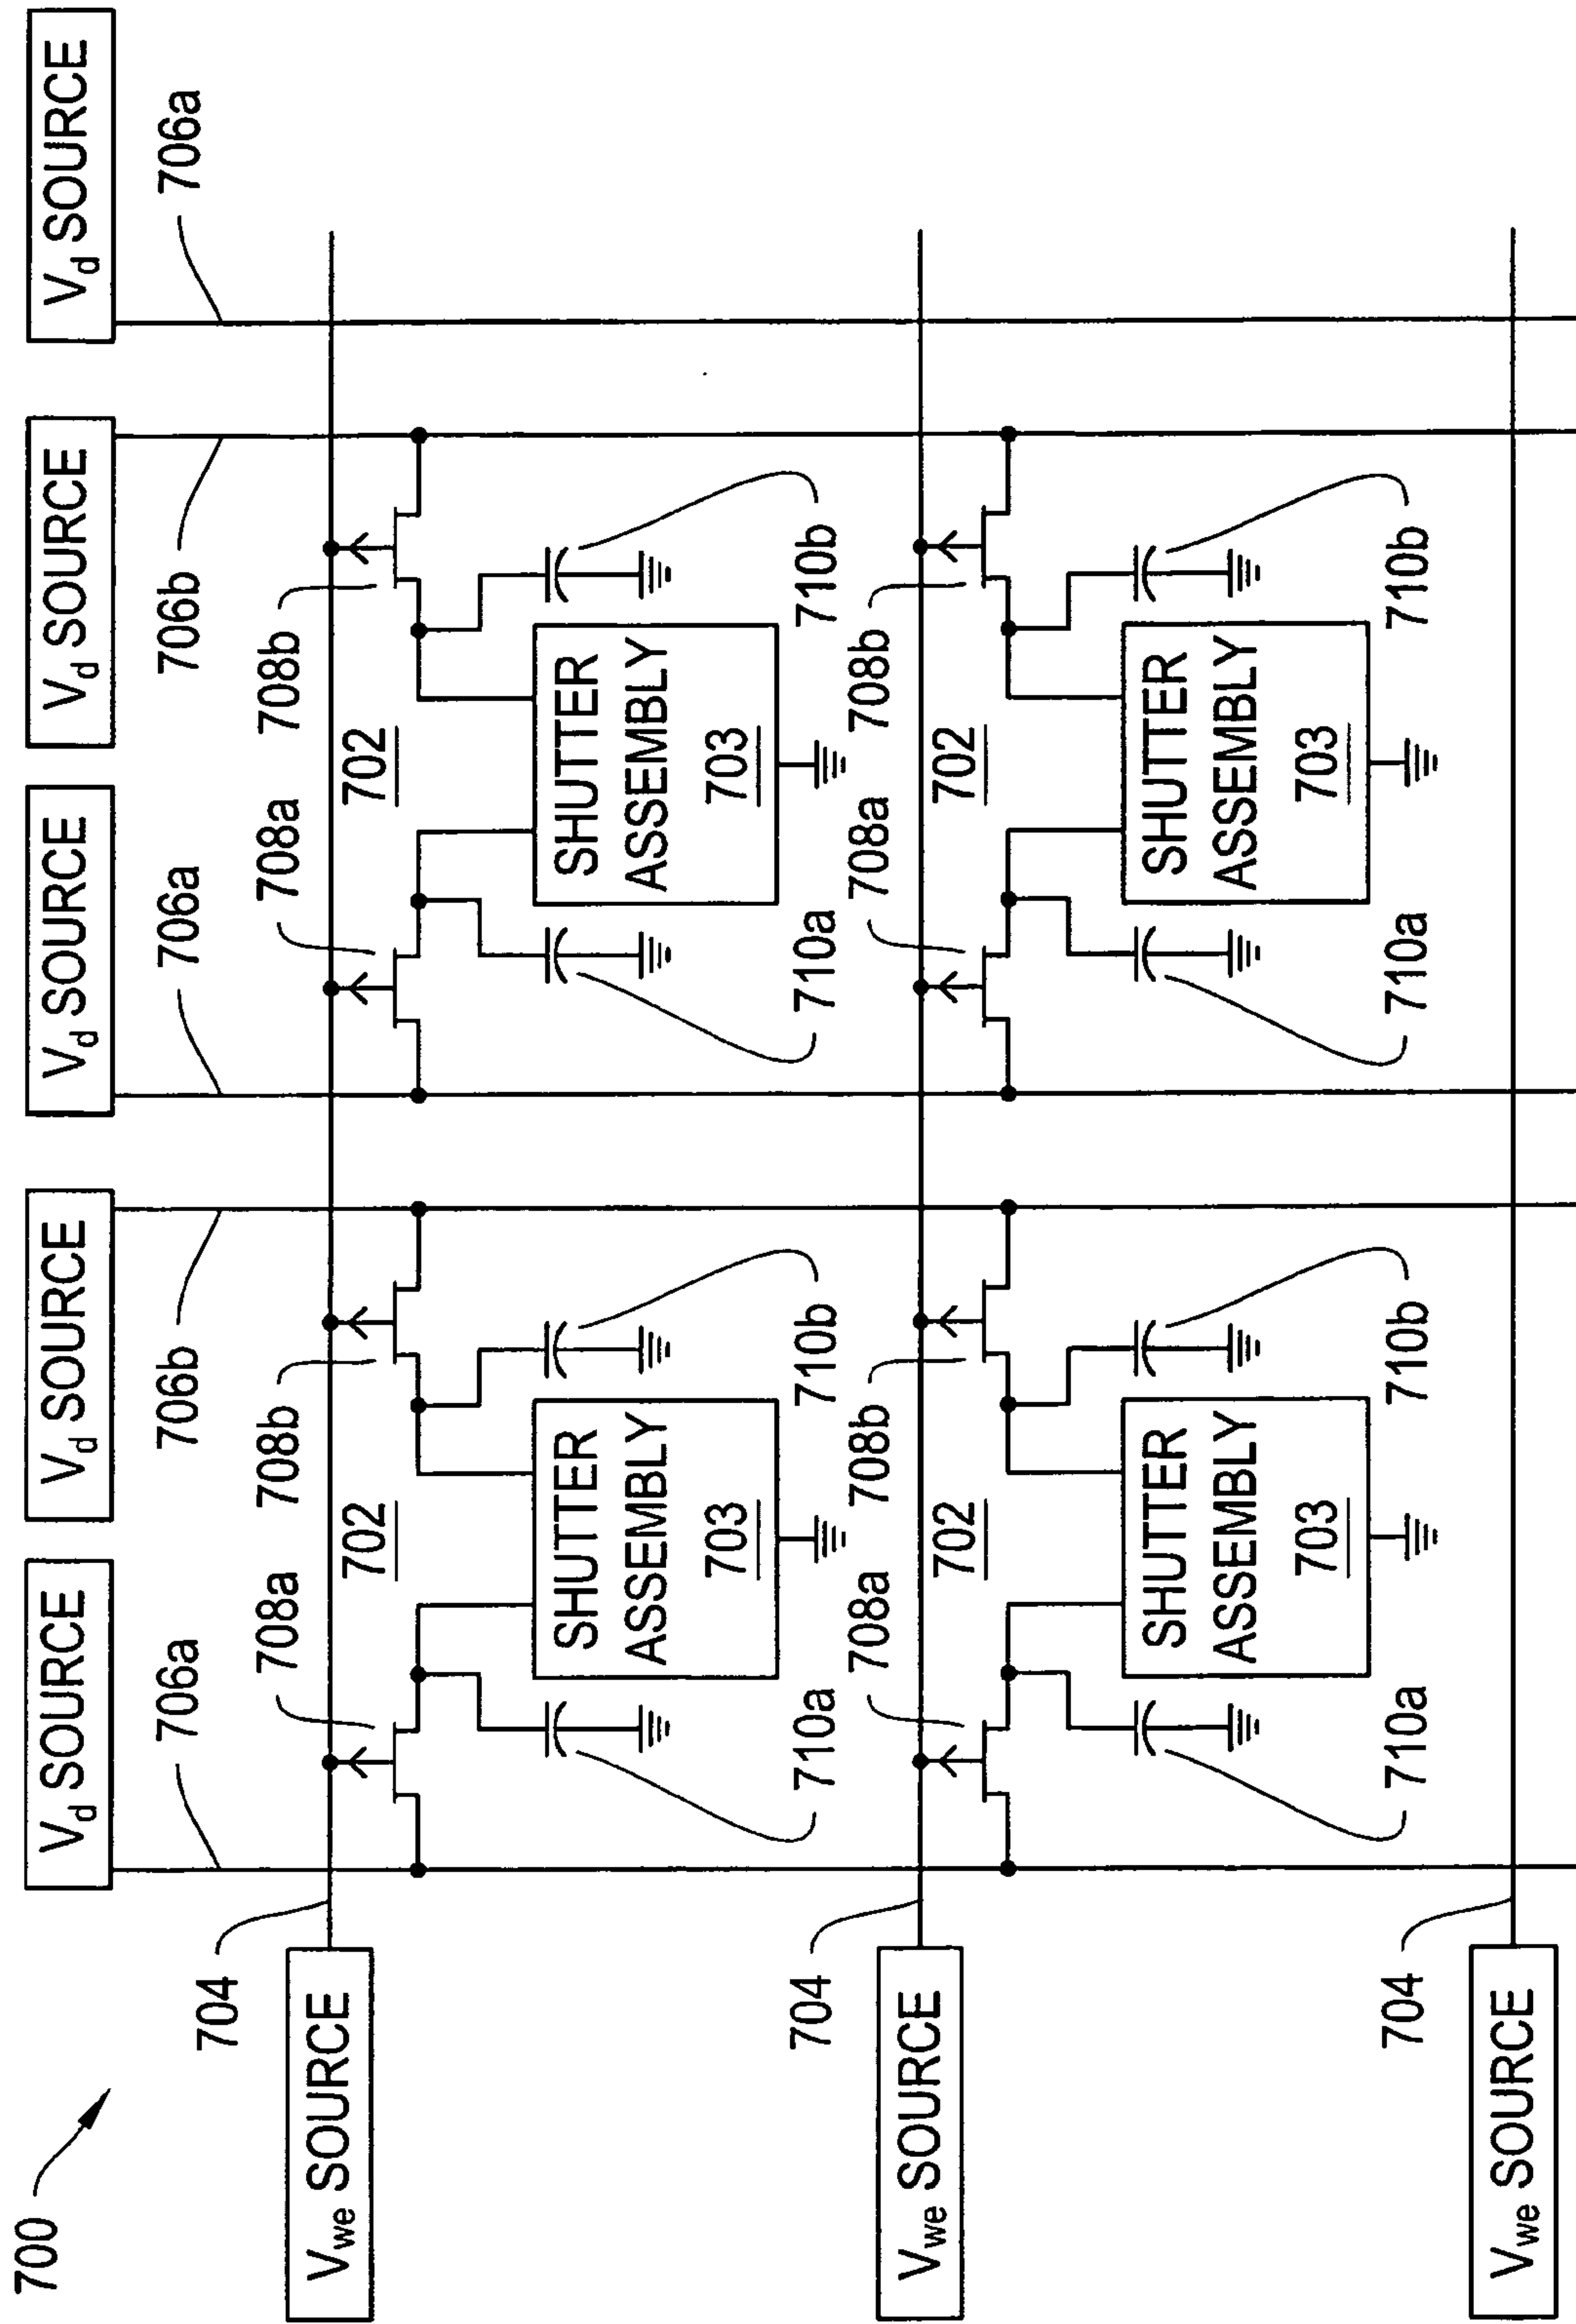 700
V_d SOURCE
V_d SOURCE
V_d SOURCE
V_d SOURCE
V_d SOURCE
706a
706b
706a
706b
706a
704
708a
708b
708a
708b
V_we SOURCE
702
702
SHUTTER
ASSEMBLY
703
SHUTTER
ASSEMBLY
703
710a
710b
710a
710b
704
708a
708b
708a
708b
V_we SOURCE
702
702
SHUTTER
ASSEMBLY
703
SHUTTER
ASSEMBLY
703
710a
710b
710a
710b
704
V_we SOURCE